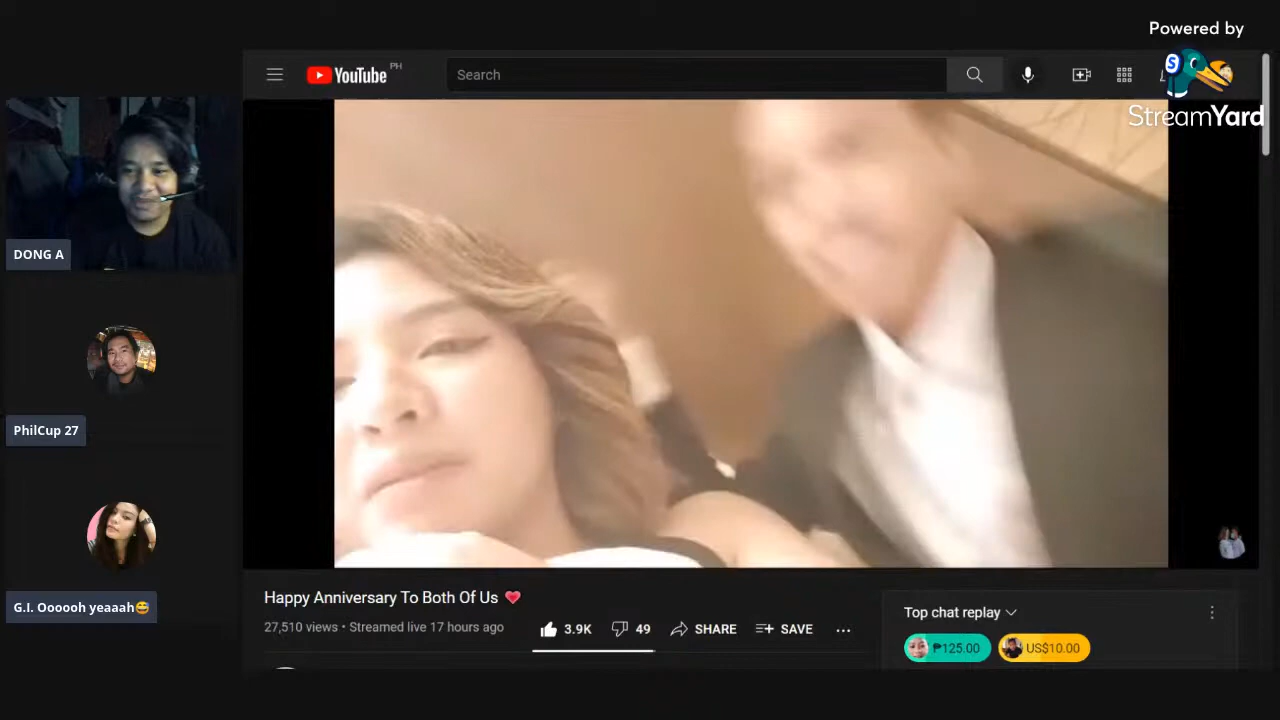 Powered by
StreamYard
YouTube PH
Search
DONG A
PhilCup 27
G.I. Oooooh yeaaah😅
Happy Anniversary To Both Of Us ❤️
27,510 views • Streamed live 17 hours ago
3.9K
49
SHARE
SAVE
Top chat replay
₱125.00
US$10.00